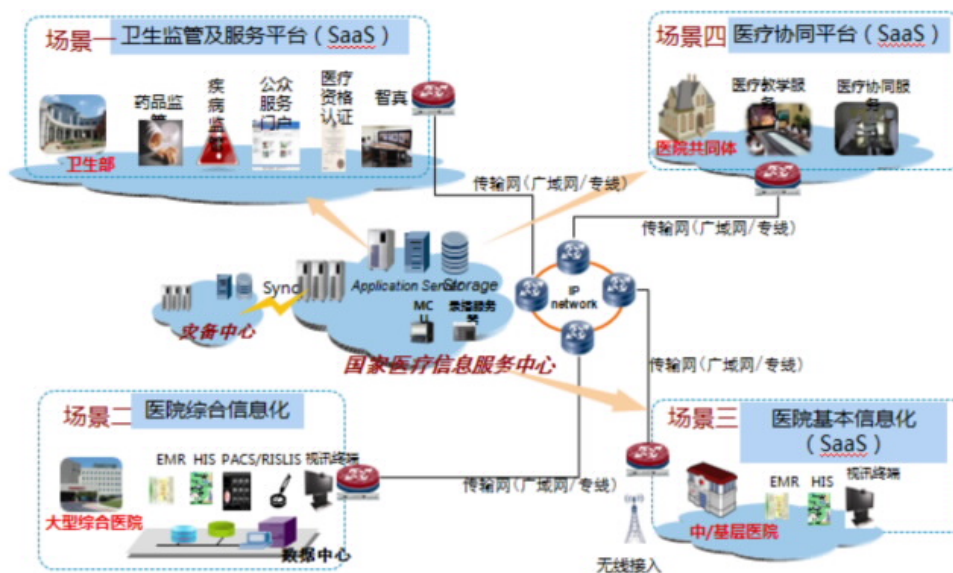 场景一 卫生监管及服务平台（SaaS）
药品监管
疾病监
公众服务门户
医疗资格认证
智真
卫生部
场景四 医疗协同平台（SaaS）
医疗教学服务
医疗协同服务
医院共同体
传输网（广域网/专线）
传输网（广域网/专线）
Application Server
Storage
MCU
录播服务器
Sync
灾备中心
国家医疗信息服务中心
IP network
传输网（广域网/专线）
场景二 医院综合信息化
EMR HIS PACS/RISLIS 视讯终端
大型综合医院
数据中心
传输网（广域网/专线）
场景三 医院基本信息化（SaaS）
EMR HIS 视讯终端
中/基层医院
无线接入